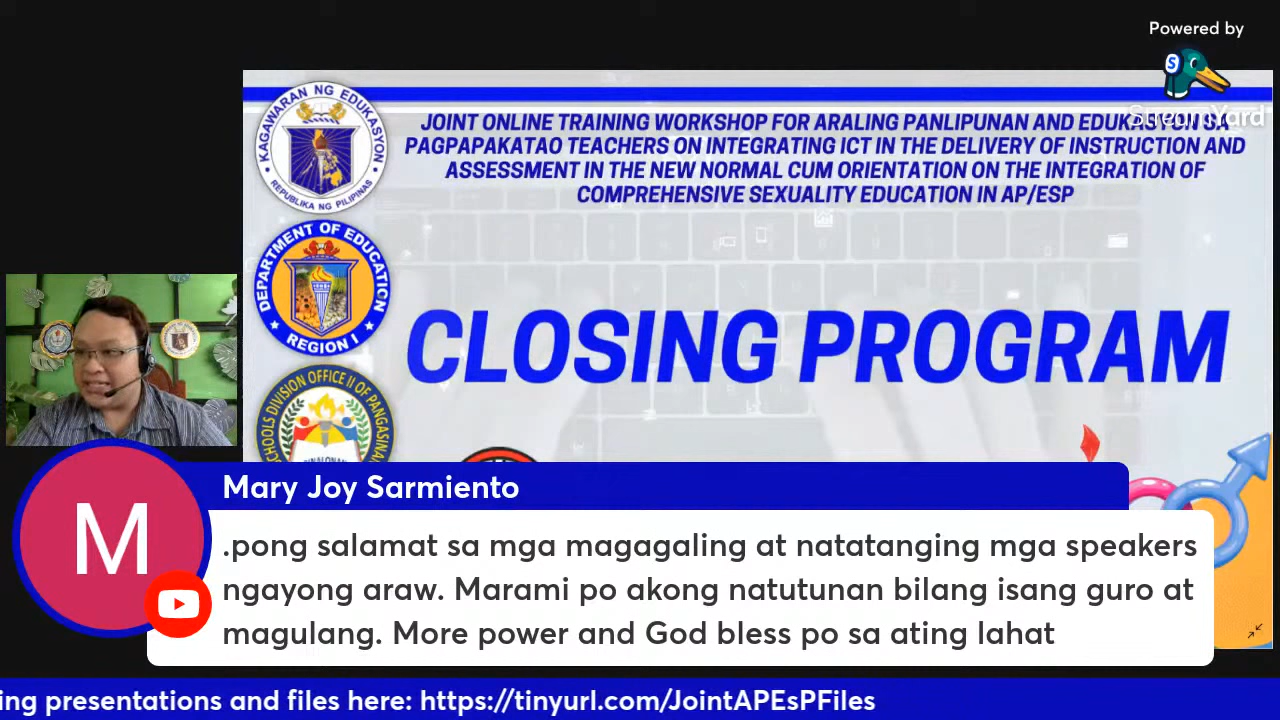 Powered by
StreamYard
KAGAWARAN NG EDUKASYON
REPUBLIKA NG PILIPINAS
JOINT ONLINE TRAINING WORKSHOP FOR ARALING PANLIPUNAN AND EDUKASYON SA
PAGPAPAKATAO TEACHERS ON INTEGRATING ICT IN THE DELIVERY OF INSTRUCTION AND
ASSESSMENT IN THE NEW NORMAL CUM ORIENTATION ON THE INTEGRATION OF
COMPREHENSIVE SEXUALITY EDUCATION IN AP/ESP
DEPARTMENT OF EDUCATION
REGION I
CLOSING PROGRAM
SCHOOLS DIVISION OFFICE II OF PANGASINAN
M
Mary Joy Sarmiento
.pong salamat sa mga magagaling at natatanging mga speakers
ngayong araw. Marami po akong natutunan bilang isang guro at
magulang. More power and God bless po sa ating lahat
ing presentations and files here: https://tinyurl.com/JointAPEsPFiles